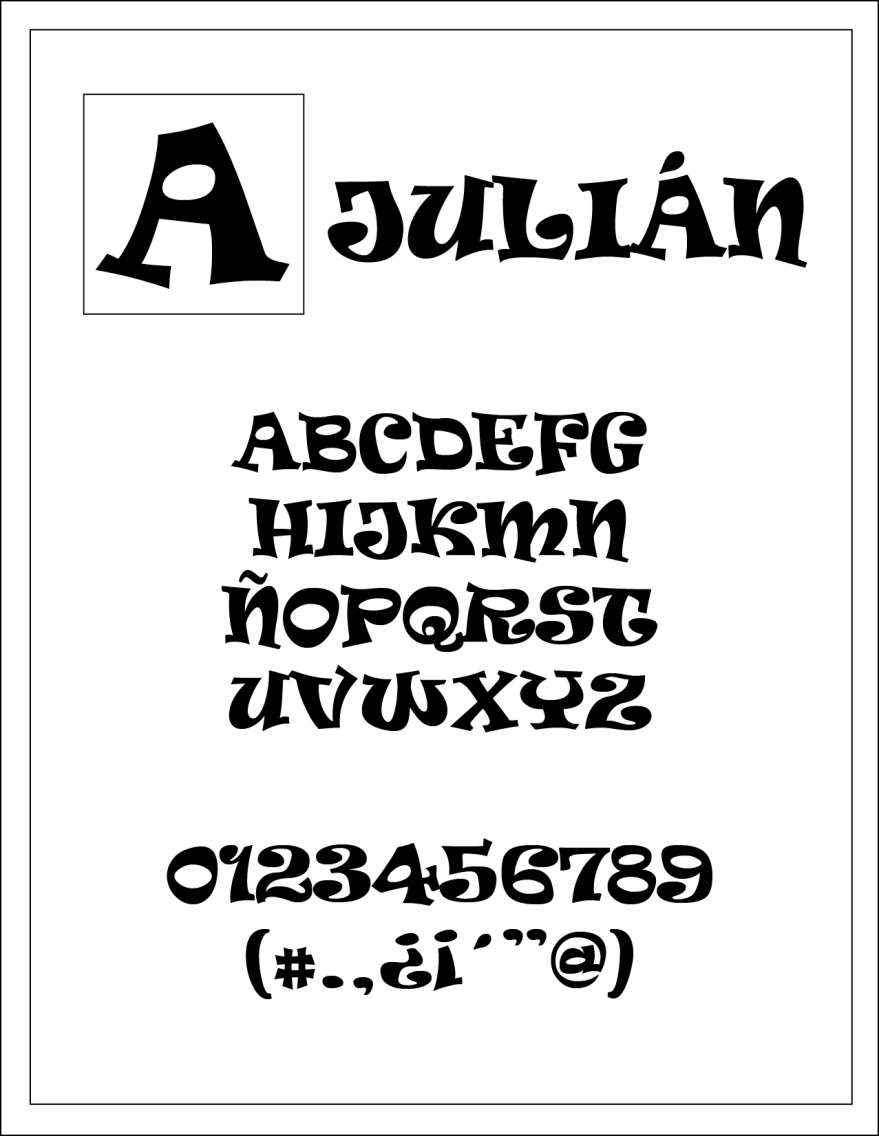 A JULIÁN
ABCDEFG
HIJKMN
ÑOPQRST
UVWXYZ
0123456789
(#.,¿¡´’”@)